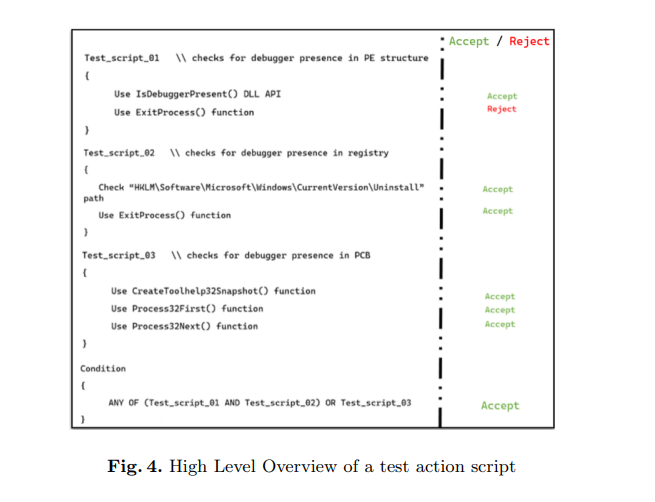 Accept / Reject
Test_script_01 \\ checks for debugger presence in PE structure
{
Use IsDebuggerPresent() DLL API Accept
Use ExitProcess() function Reject
}
Test_script_02 \\ checks for debugger presence in registry
{
Check "HKLM\Software\Microsoft\Windows\CurrentVersion\Uninstall" Accept
path
Use ExitProcess() function Accept
}
Test_script_03 \\ checks for debugger presence in PCB
{
Use CreateToolhelp32Snapshot() function Accept
Use Process32First() function Accept
Use Process32Next() function Accept
}
Condition
{
ANY OF (Test_script_01 AND Test_script_02) OR Test_script_03 Accept
}
Fig. 4. High Level Overview of a test action script